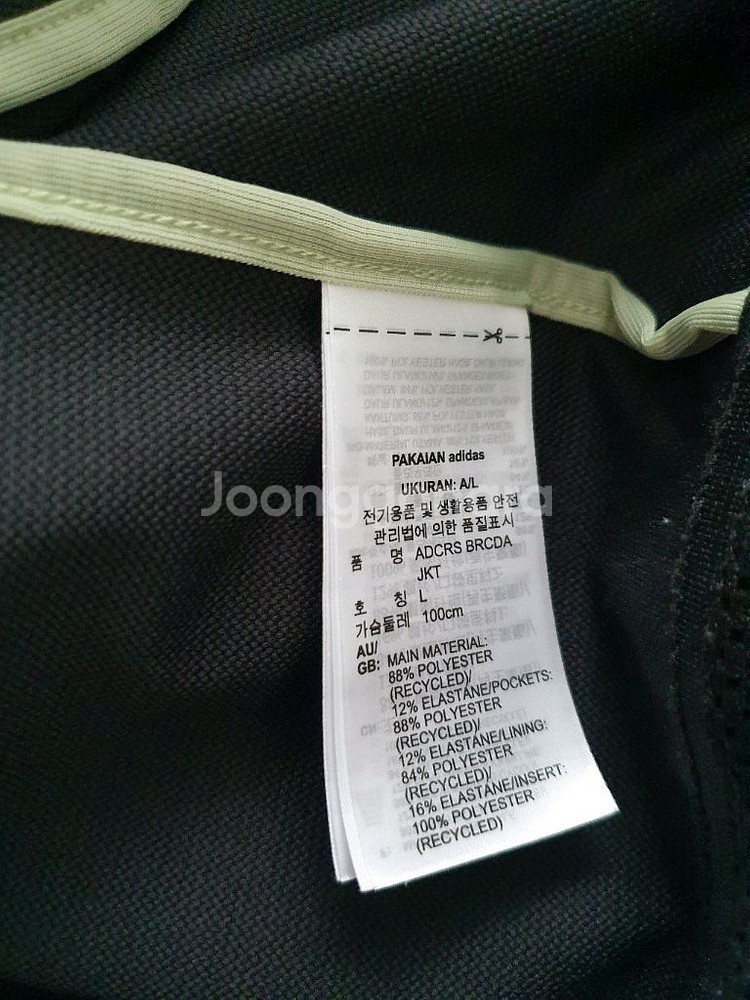 PAKAIAN adidas
UKURAN: A/L
Joonggonara
전기용품 및 생활용품 안전
관리법에 의한 품질표시
품 명 ADCRS BRCDA
JKT
호 칭 L
가슴둘레 100cm
AU/
GB: MAIN MATERIAL:
88% POLYESTER
(RECYCLED)/
12% ELASTANE/POCKETS:
88% POLYESTER
(RECYCLED)/
12% ELASTANE/LINING:
84% POLYESTER
(RECYCLED)/
16% ELASTANE/INSERT:
100% POLYESTER
(RECYCLED)